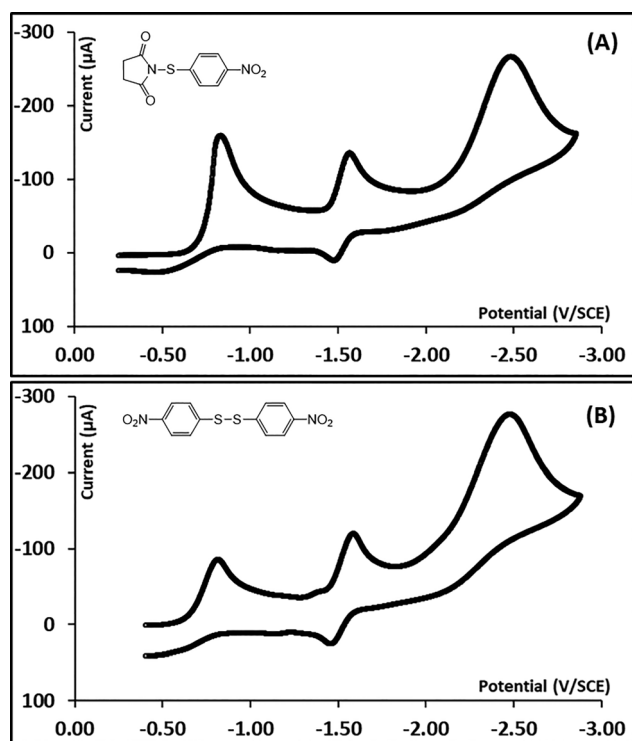 -300
-200
-100
0
100
Current (µA)
(A)
O
N S NO₂
O
Potential (V/SCE)
0.00 -0.50 -1.00 -1.50 -2.00 -2.50 -3.00
-300
-200
-100
0
100
Current (µA)
(B)
O₂N S S NO₂
Potential (V/SCE)
0.00 -0.50 -1.00 -1.50 -2.00 -2.50 -3.00